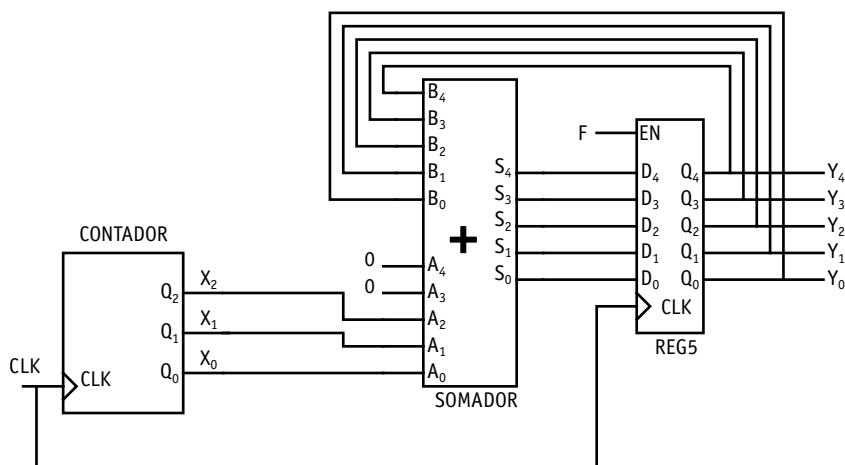 B4
B3
B2
B1
B0
S4
S3
S2
S1
S0
+
0 A4
0 A3
A2
A1
A0
SOMADOR
CONTADOR
Q2 X2
Q1 X1
Q0 X0
CLK CLK
F EN
D4 Q4 Y4
D3 Q3 Y3
D2 Q2 Y2
D1 Q1 Y1
D0 Q0 Y0
CLK
REG5